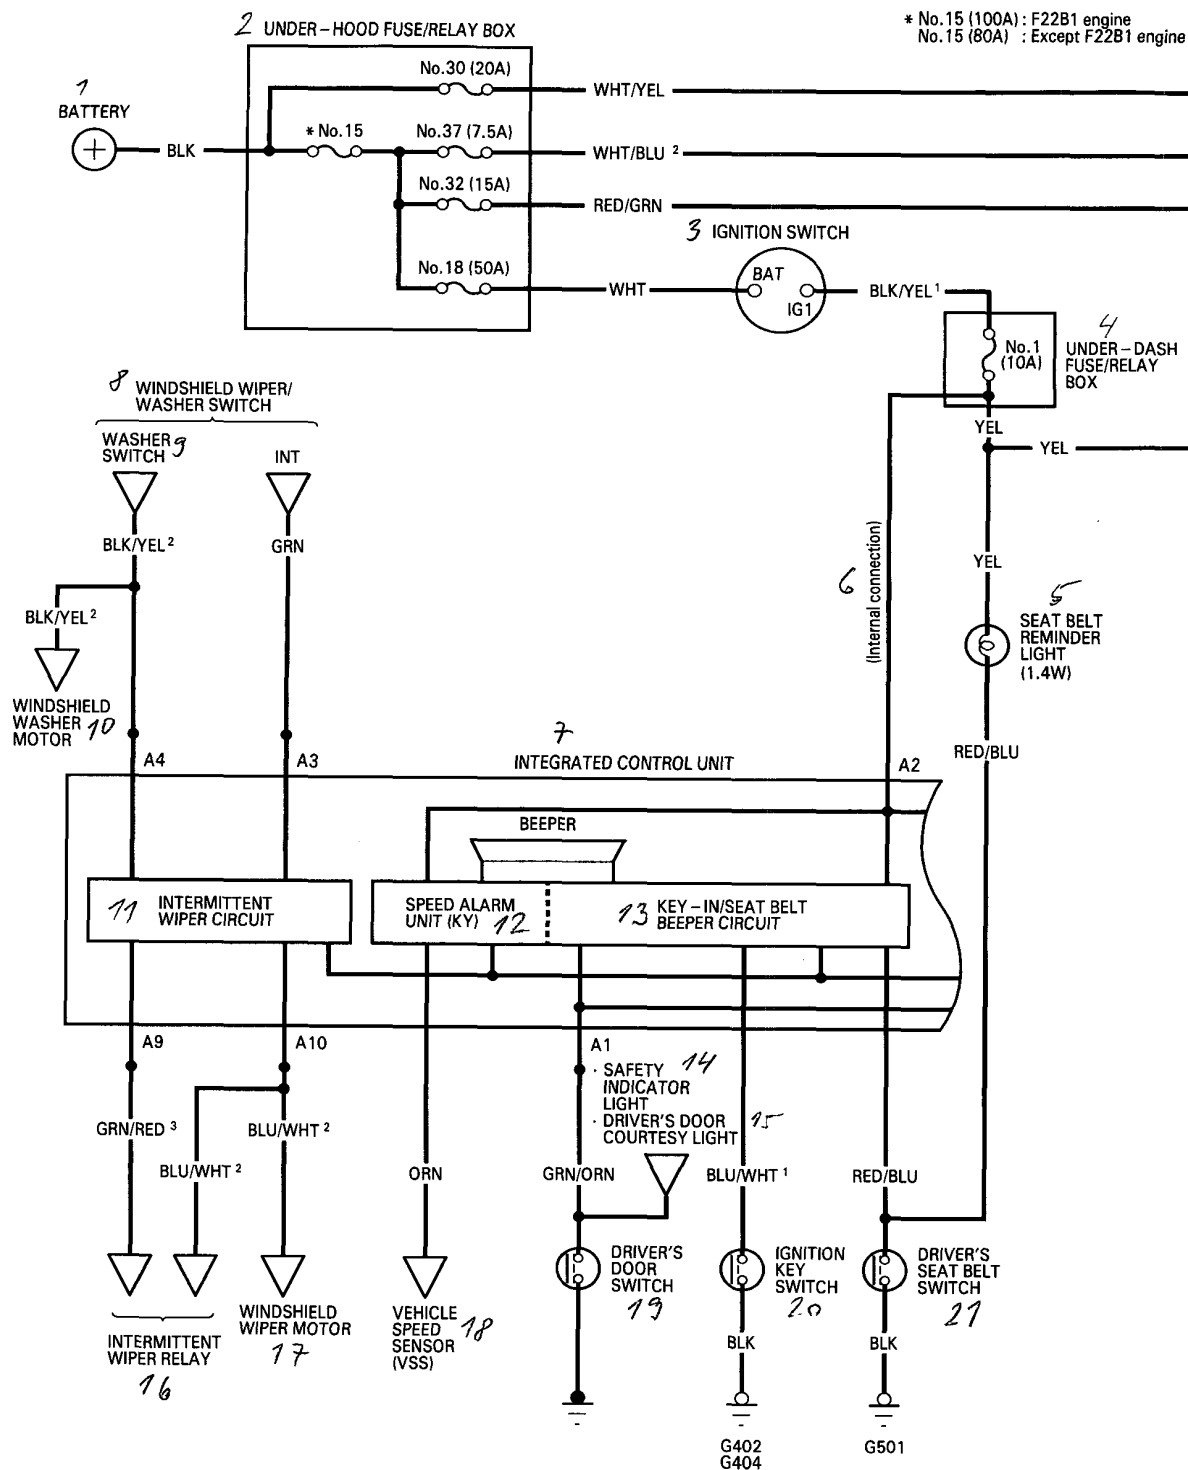 * No.15 (100A) : F22B1 engine
No.15 (80A) : Except F22B1 engine
2 UNDER-HOOD FUSE/RELAY BOX
1
BATTERY
+
BLK
No.30 (20A)
WHT/YEL
* No.15
No.37 (7.5A)
WHT/BLU 2
No.32 (15A)
RED/GRN
No.18 (50A)
WHT
3 IGNITION SWITCH
BAT
IG1
BLK/YEL 1
No.1
(10A)
4
UNDER-DASH
FUSE/RELAY
BOX
YEL
YEL
8 WINDSHIELD WIPER/
WASHER SWITCH
WASHER 9
SWITCH
INT
BLK/YEL 2
GRN
BLK/YEL 2
WINDSHIELD
WASHER 10
MOTOR
6
(Internal connection)
YEL
5
SEAT BELT
REMINDER
LIGHT
(1.4W)
RED/BLU
7
INTEGRATED CONTROL UNIT
A4
A3
A2
BEEPER
11 INTERMITTENT
WIPER CIRCUIT
SPEED ALARM
UNIT (KY) 12
13 KEY-IN/SEAT BELT
BEEPER CIRCUIT
A9
A10
A1
· SAFETY 14
INDICATOR
LIGHT
· DRIVER'S DOOR 15
COURTESY LIGHT
GRN/RED 3
BLU/WHT 2
BLU/WHT 2
ORN
GRN/ORN
BLU/WHT 1
RED/BLU
INTERMITTENT
WIPER RELAY
16
WINDSHIELD
WIPER MOTOR
17
VEHICLE
SPEED 18
SENSOR
(VSS)
DRIVER'S
DOOR
SWITCH
19
IGNITION
KEY
SWITCH
20
DRIVER'S
SEAT BELT
SWITCH
21
BLK
BLK
G402
G404
G501